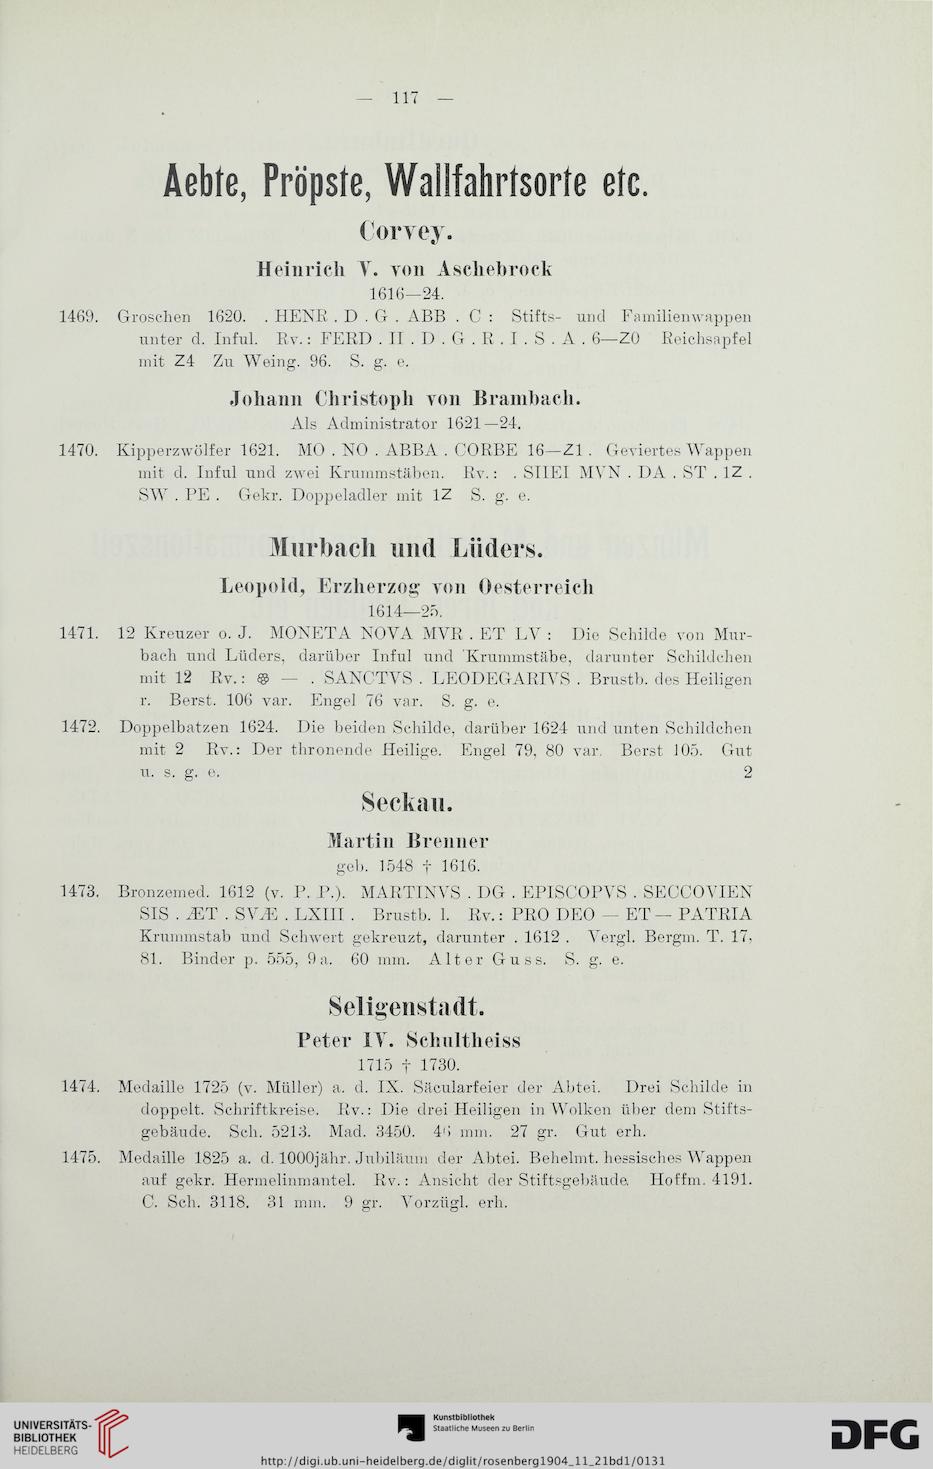 — 117 —
Aebte, Pröpste, Wallfahrtsorte etc.
Corvey.
Heinrich V. von Aschebrock
1616—24.
1469. Groschen 1620. . HENR . D . G . ABB . C : Stifts- und Familienwappen
unter d. Inful. Rv.: FERD . II . D . G . R . I . S . A . 6—Z0 Reichsapfel
mit Z4 Zu Weing. 96. S. g. e.
Johann Christoph von Brambach.
Als Administrator 1621—24.
1470. Kipperzwölfer 1621. MO . NO . ABBA . CORBE 16—Z1 . Geviertes Wappen
mit d. Inful und zwei Krummstäben. Rv.: . SIIEI MVN . DA . ST . 1Z .
SW . PE . Gekr. Doppeladler mit 1Z S. g. e.
Murbach und Lüders.
Leopold, Erzherzog von Oesterreich
1614—25.
1471. 12 Kreuzer o. J. MONETA NOVA MVR . ET LV : Die Schilde von Mur-
bach und Lüders, darüber Inful und Krummstäbe, darunter Schildchen
mit 12 Rv.: — . SANCTVS . LEODEGARIVS . Brustb. des Heiligen
r. Berst. 106 var. Engel 76 var. S. g. e.
1472. Doppelbatzen 1624. Die beiden Schilde, darüber 1624 und unten Schildchen
mit 2 Rv.: Der thronende Heilige. Engel 79, 80 var. Berst 105. Gut
u. s. g. e. 2
Seckau.
Martin Brenner
geb. 1548 † 1616.
1473. Bronzemed. 1612 (v. P. P.). MARTINVS . DG . EPISCOPVS . SECCOVIEN
SIS . ÆT . SVÆ . LXIII . Brustb. l. Rv.: PRO DEO — ET — PATRIA
Krummstab und Schwert gekreuzt, darunter . 1612 . Vergl. Bergm. T. 17,
81. Binder p. 555, 9a. 60 mm. Alter Guss. S. g. e.
Seligenstadt.
Peter IV. Schultheiss
1715 † 1730.
1474. Medaille 1725 (v. Müller) a. d. IX. Säcularfeier der Abtei. Drei Schilde in
doppelt. Schriftkreise. Rv.: Die drei Heiligen in Wolken über dem Stifts-
gebäude. Sch. 5213. Mad. 3450. 46 mm. 27 gr. Gut erh.
1475. Medaille 1825 a. d. 1000jähr. Jubiläum der Abtei. Behelmt. hessisches Wappen
auf gekr. Hermelinmantel. Rv.: Ansicht der Stiftsgebäude. Hoffm. 4191.
C. Sch. 3118. 31 mm. 9 gr. Vorzügl. erh.
UNIVERSITÄTS-
BIBLIOTHEK
HEIDELBERG
Kunstbibliothek
Staatliche Museen zu Berlin
DFG
http://digi.ub.uni-heidelberg.de/diglit/rosenberg1904_11_21bd1/0131